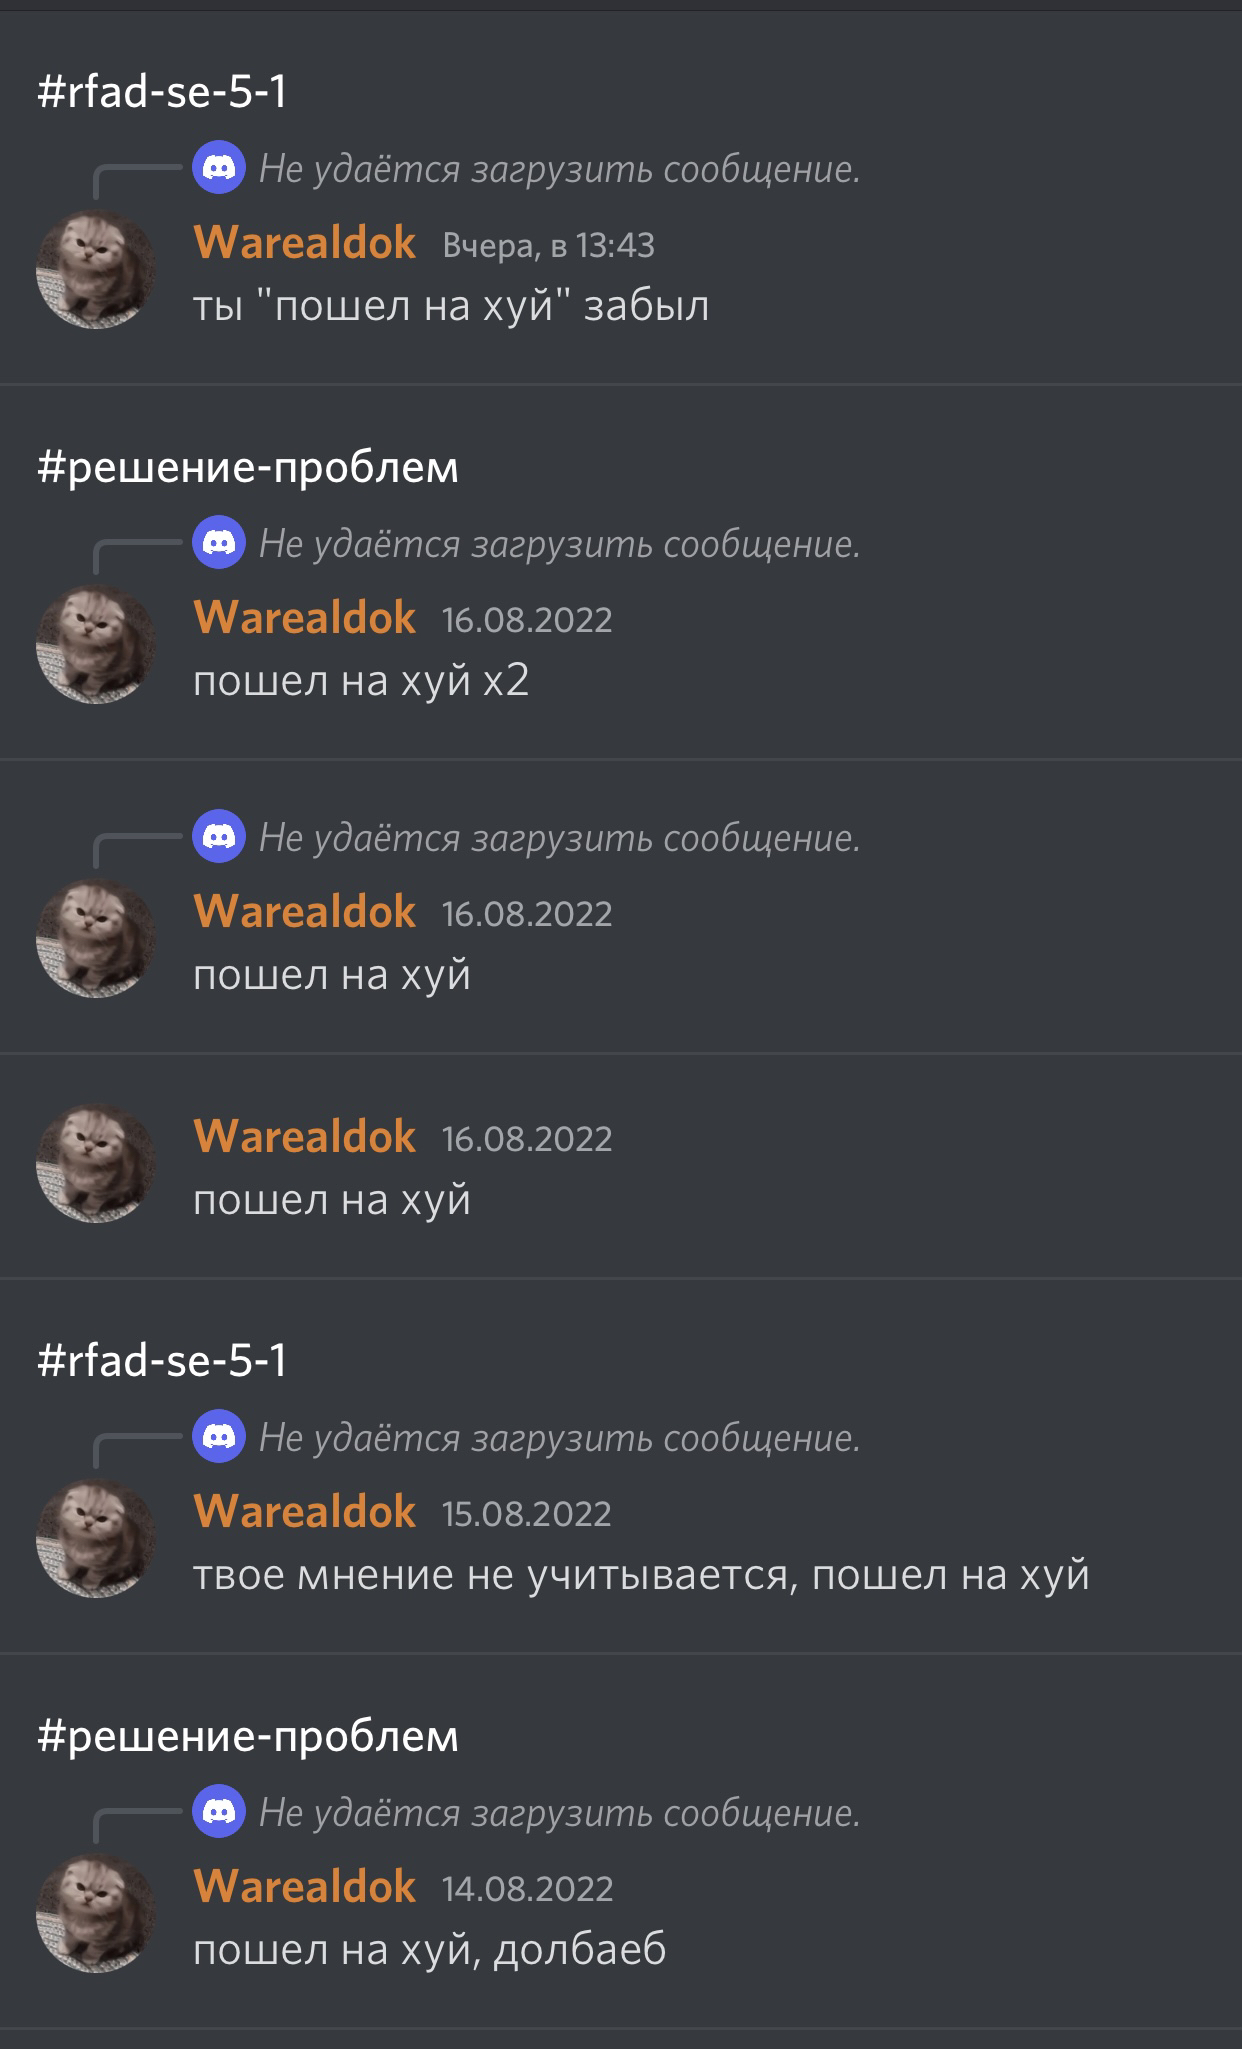 #rfad-se-5-1
Не удаётся загрузить сообщение.
Warealdok Вчера, в 13:43
ты "пошел на хуй" забыл
#решение-проблем
Не удаётся загрузить сообщение.
Warealdok 16.08.2022
пошел на хуй х2
Не удаётся загрузить сообщение.
Warealdok 16.08.2022
пошел на хуй
Warealdok 16.08.2022
пошел на хуй
#rfad-se-5-1
Не удаётся загрузить сообщение.
Warealdok 15.08.2022
твое мнение не учитывается, пошел на хуй
#решение-проблем
Не удаётся загрузить сообщение.
Warealdok 14.08.2022
пошел на хуй, долбаеб